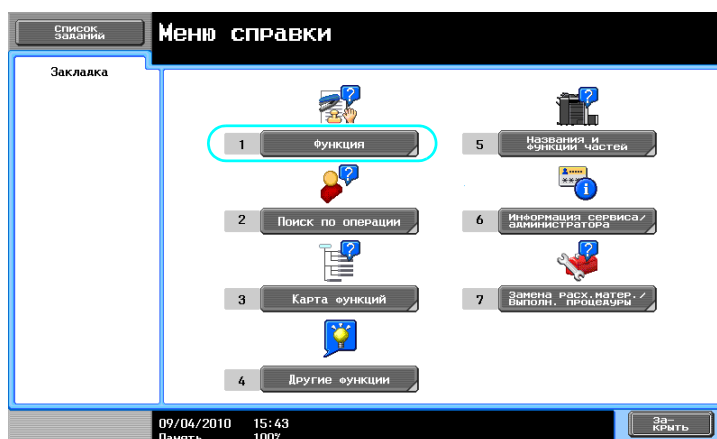 Список
заданий
Меню справки
Закладка
1 Функция
2 Поиск по операции
3 Карта функций
4 Другие функции
5 Названия и
функции частей
6 Информация сервиса/
администратора
7 Замена расх.матер./
Выполн. процедуры
09/04/2010 15:43
Память 100%
За-
крыть